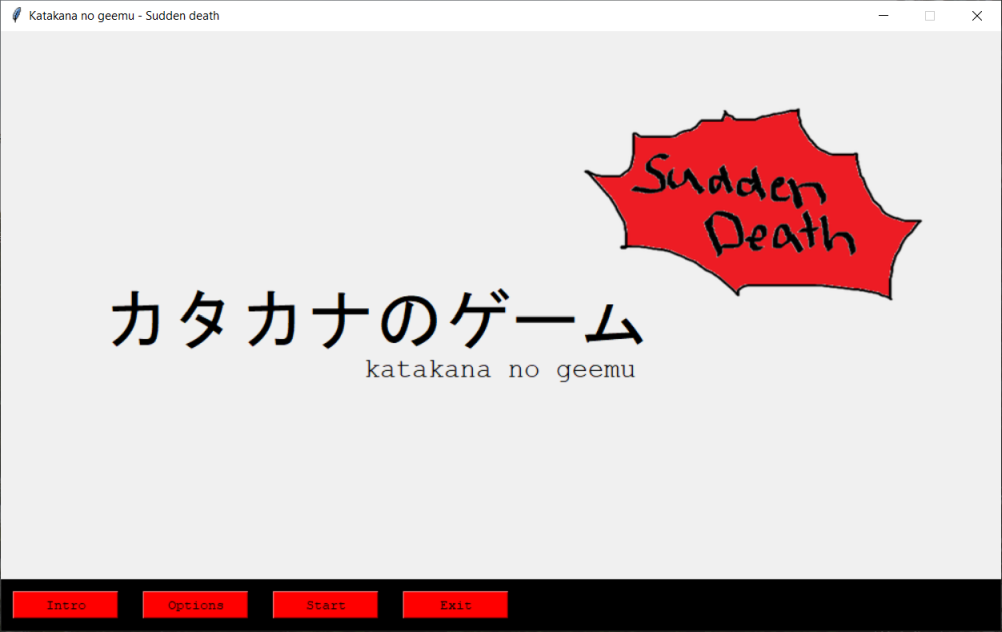 Katakana no geemu - Sudden death
Sudden
Death
カタカナのゲーム
katakana no geemu
Intro
Options
Start
Exit